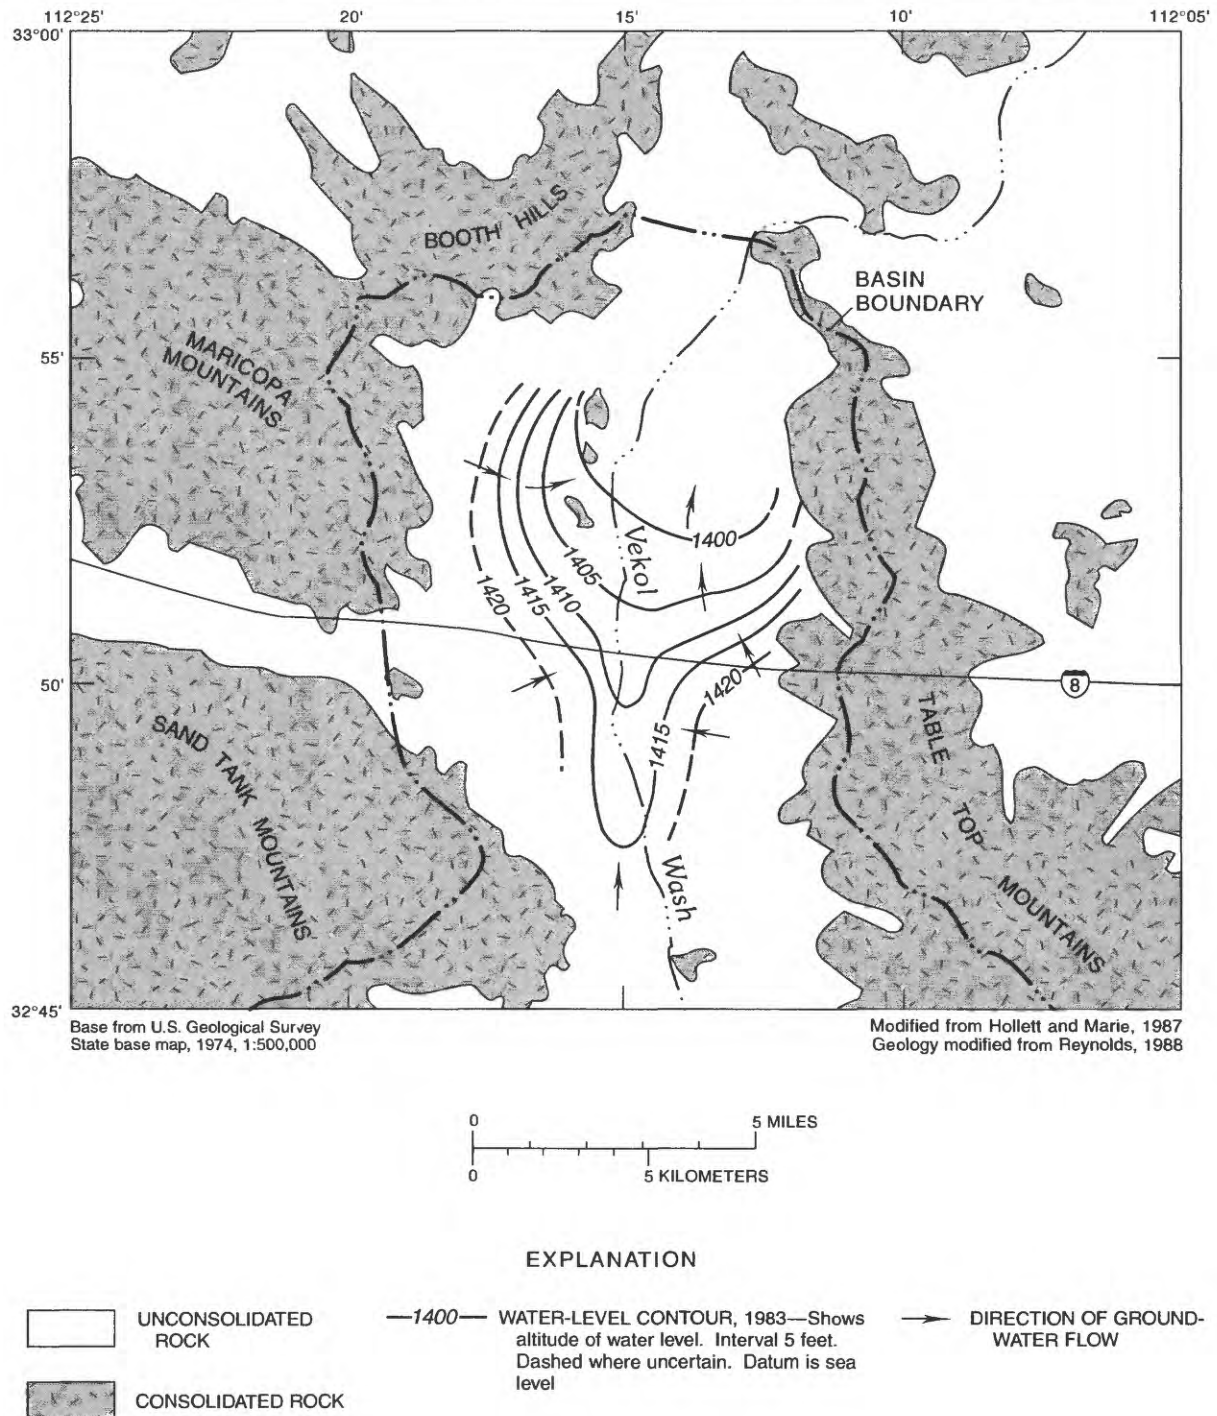 112°25' 20' 15' 10' 112°05'
33°00'
BOOTH HILLS
BASIN
BOUNDARY
MARICOPA
MOUNTAINS
55'
1400
Vekol
1405
1410
1415
1420
1420
1415
50'
8
SAND TANK MOUNTAINS
TABLE TOP MOUNTAINS
Wash
32°45'
Base from U.S. Geological Survey
State base map, 1974, 1:500,000
Modified from Hollett and Marie, 1987
Geology modified from Reynolds, 1988
0 5 MILES
0 5 KILOMETERS
EXPLANATION
UNCONSOLIDATED
ROCK
CONSOLIDATED ROCK
—1400— WATER-LEVEL CONTOUR, 1983—Shows
altitude of water level. Interval 5 feet.
Dashed where uncertain. Datum is sea
level
DIRECTION OF GROUND-
WATER FLOW